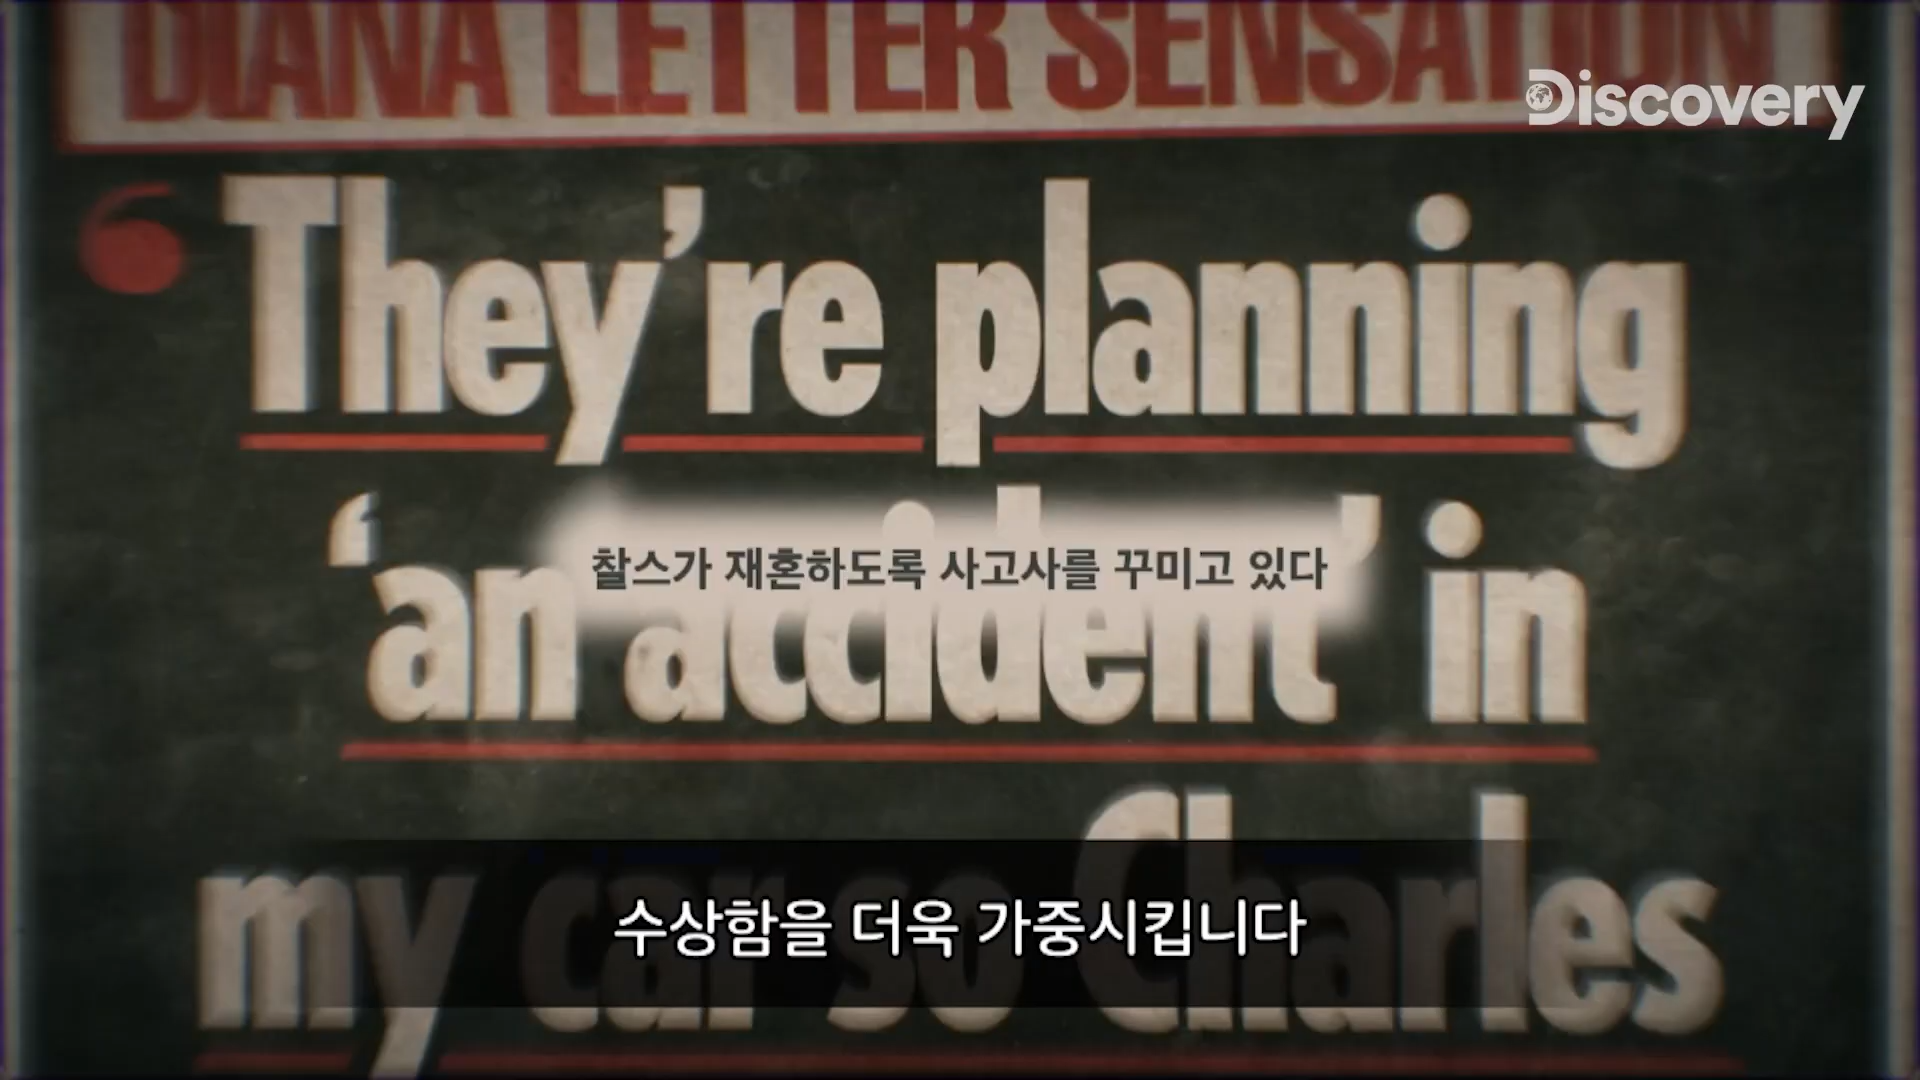 DIANA LETTER SENSATION
Discovery
‘They’re planning
‘an accident’ in
찰스가 재혼하도록 사고사를 꾸미고 있다
my car so Charles
수상함을 더욱 가중시킵니다